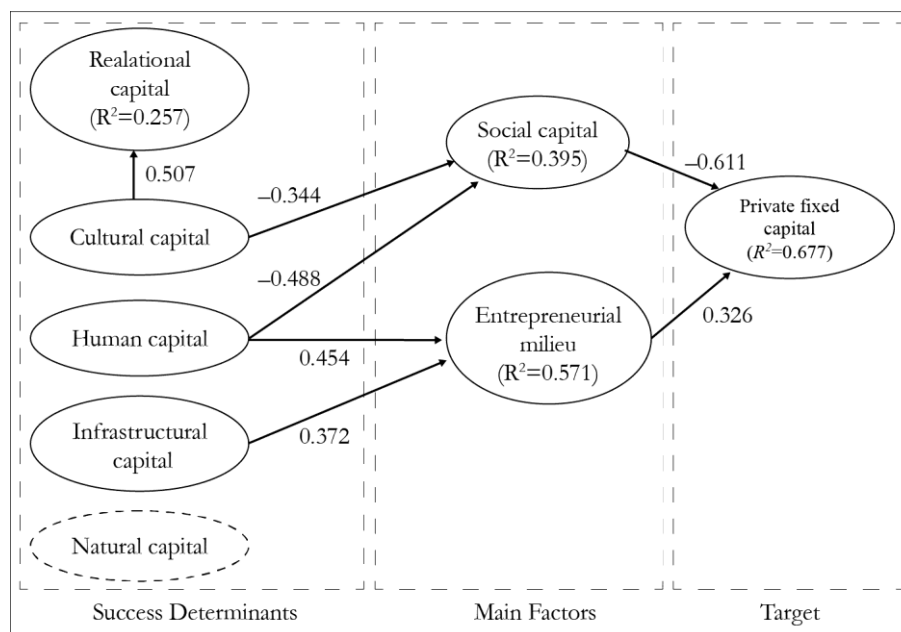 Realational
capital
(R²=0.257)
0.507
Cultural capital
Human capital
Infrastructural
capital
Natural capital
–0.344
–0.488
0.454
0.372
Social capital
(R²=0.395)
Entrepreneurial
milieu
(R²=0.571)
–0.611
0.326
Private fixed
capital
(R²=0.677)
Success Determinants
Main Factors
Target